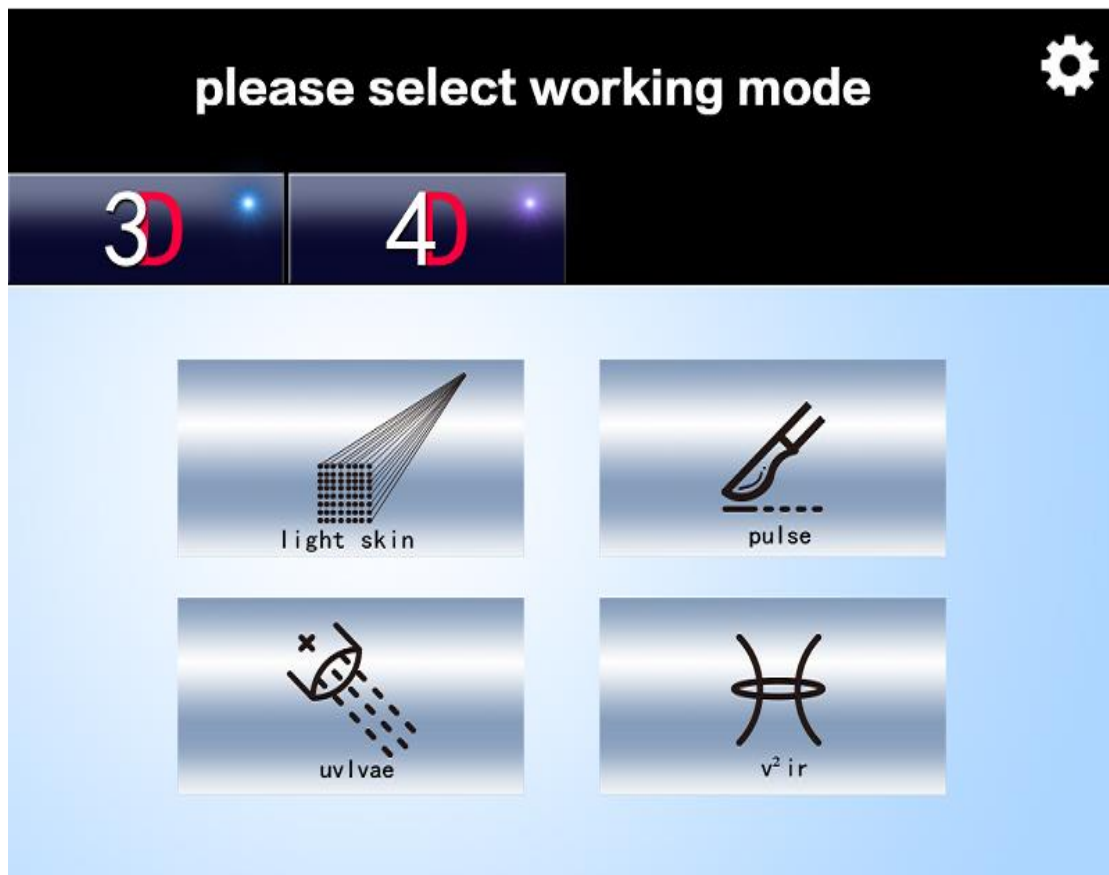 please select working mode
3D 4D
light skin
pulse
uvlvae
v² ir